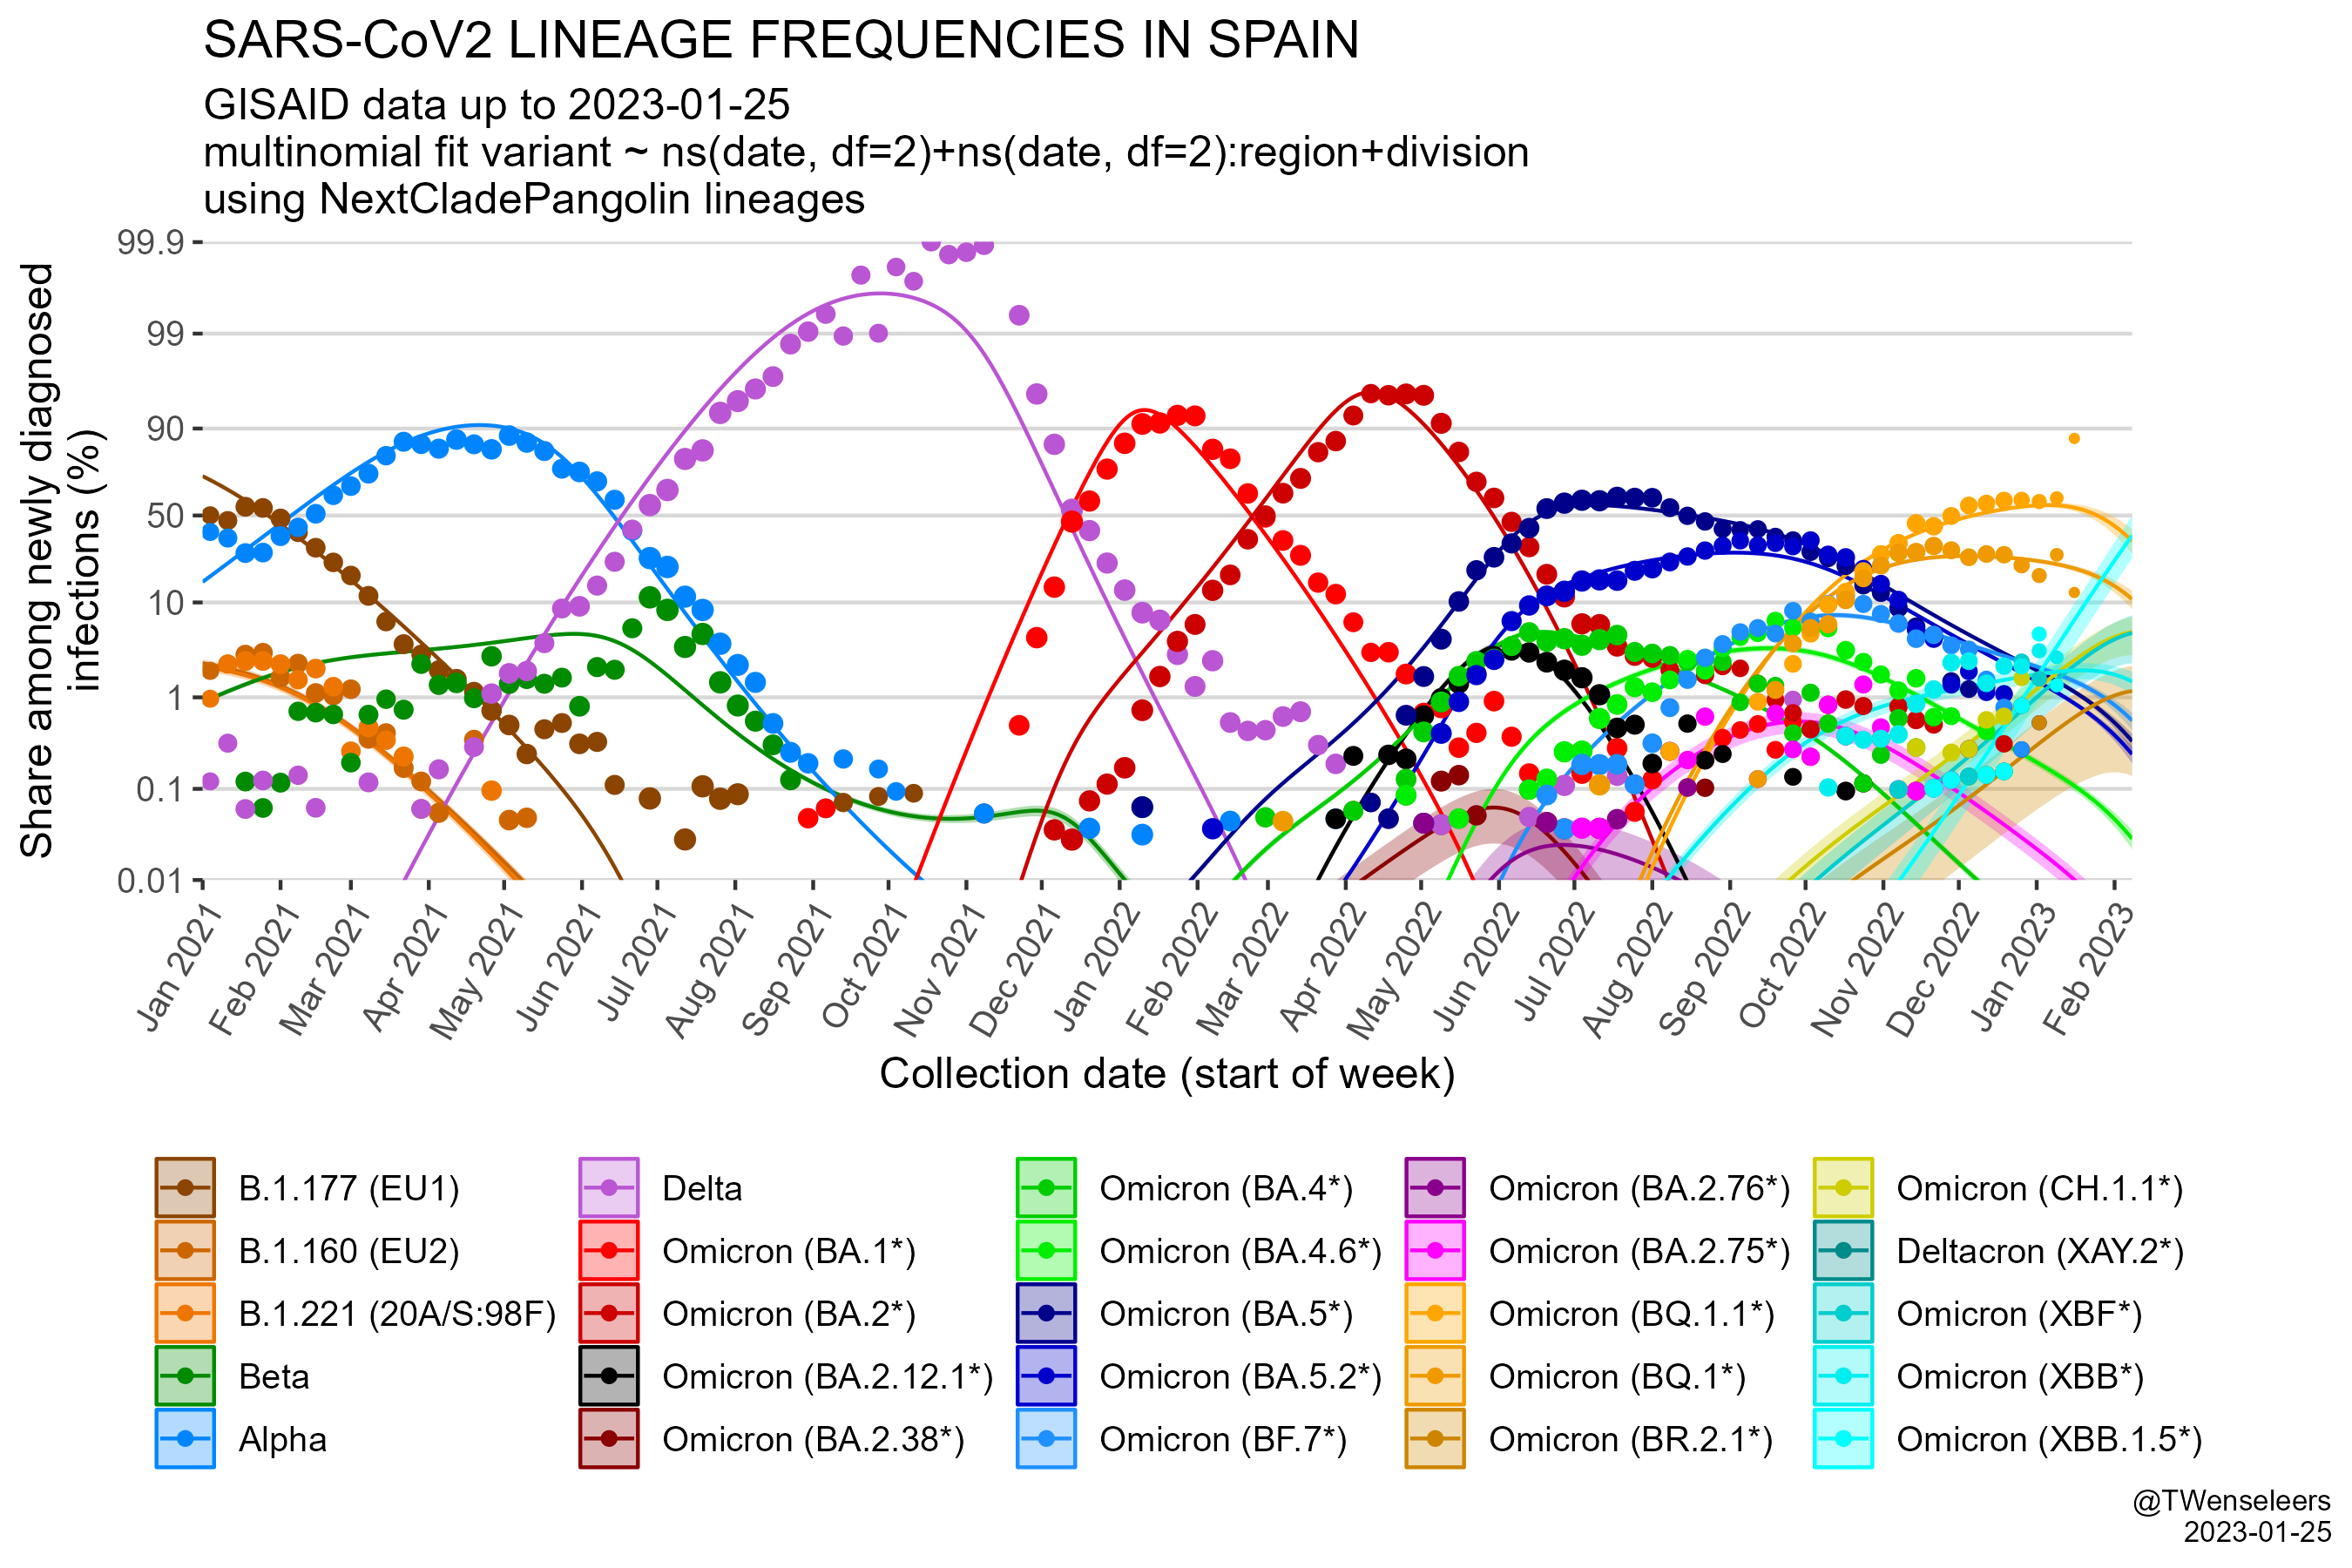 SARS-CoV2 LINEAGE FREQUENCIES IN SPAIN
GISAID data up to 2023-01-25
multinomial fit variant ~ ns(date, df=2)+ns(date, df=2):region+division
using NextCladePangolin lineages
Share among newly diagnosed
infections (%)
99.9
99
90
50
10
1
0.1
0.01
Jan 2021
Feb 2021
Mar 2021
Apr 2021
May 2021
Jun 2021
Jul 2021
Aug 2021
Sep 2021
Oct 2021
Nov 2021
Dec 2021
Jan 2022
Feb 2022
Mar 2022
Apr 2022
May 2022
Jun 2022
Jul 2022
Aug 2022
Sep 2022
Oct 2022
Nov 2022
Dec 2022
Jan 2023
Feb 2023
Collection date (start of week)
B.1.177 (EU1)
B.1.160 (EU2)
B.1.221 (20A/S:98F)
Beta
Alpha
Delta
Omicron (BA.1*)
Omicron (BA.2*)
Omicron (BA.2.12.1*)
Omicron (BA.2.38*)
Omicron (BA.4*)
Omicron (BA.4.6*)
Omicron (BA.5*)
Omicron (BA.5.2*)
Omicron (BF.7*)
Omicron (BA.2.76*)
Omicron (BA.2.75*)
Omicron (BQ.1.1*)
Omicron (BQ.1*)
Omicron (BR.2.1*)
Omicron (CH.1.1*)
Deltacron (XAY.2*)
Omicron (XBF*)
Omicron (XBB*)
Omicron (XBB.1.5*)
@TWenseleers
2023-01-25